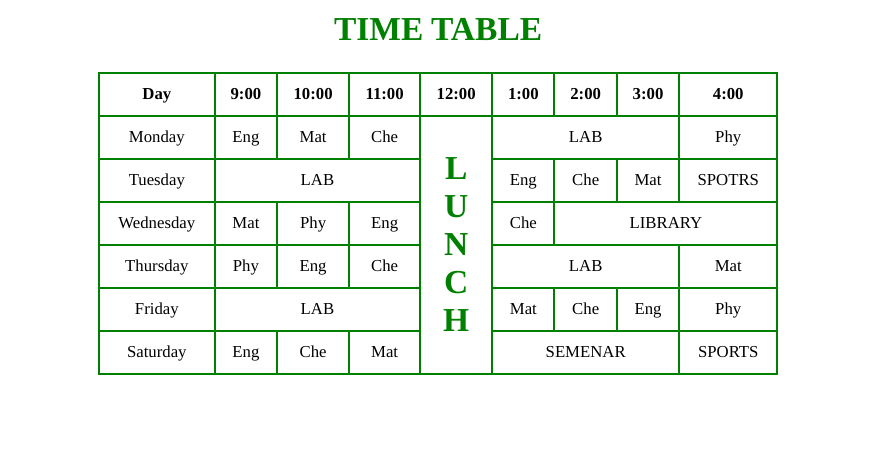 TIME TABLE
Day 9:00 10:00 11:00 12:00 1:00 2:00 3:00 4:00
Monday Eng Mat Che LUNCH LAB Phy
Tuesday LAB Eng Che Mat SPOTRS
Wednesday Mat Phy Eng Che LIBRARY
Thursday Phy Eng Che LAB Mat
Friday LAB Mat Che Eng Phy
Saturday Eng Che Mat SEMENAR SPORTS